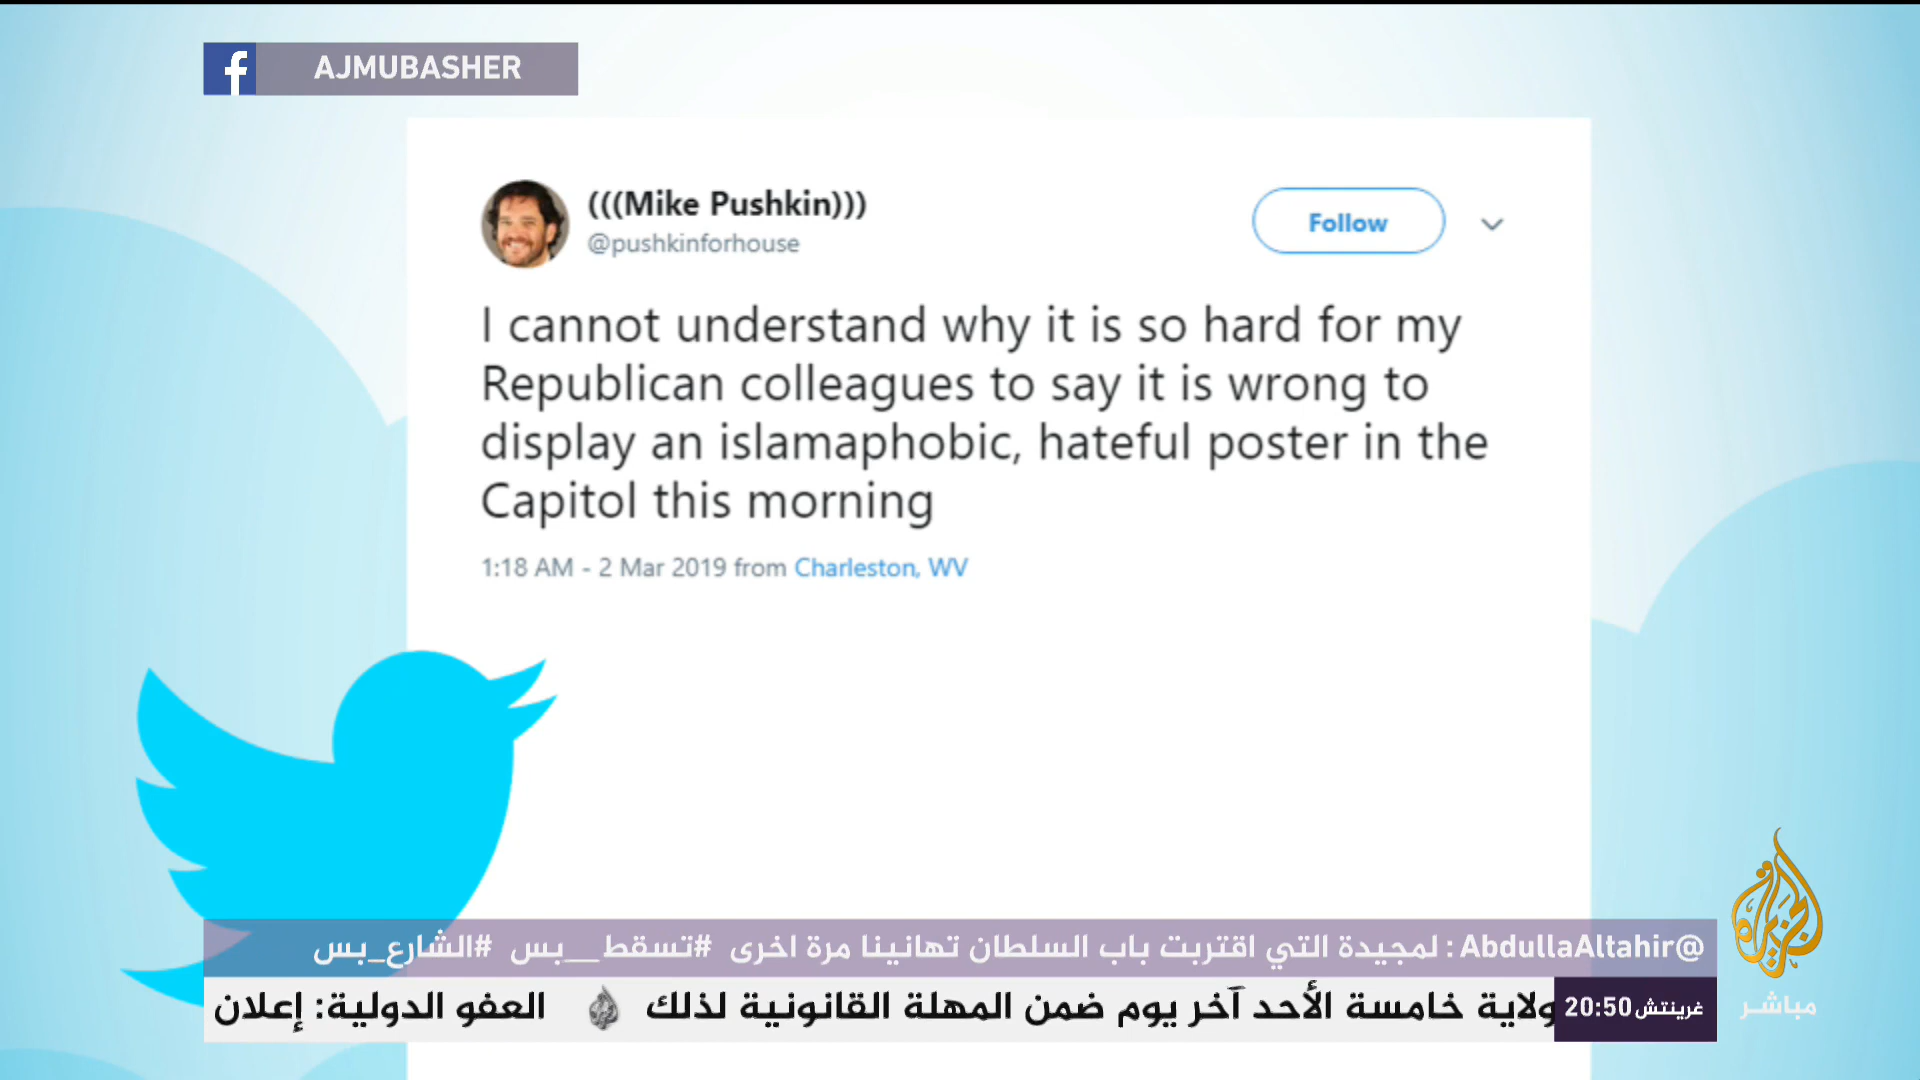 AJMUBASHER
(((Mike Pushkin)))
@pushkinforhouse
Follow
I cannot understand why it is so hard for my
Republican colleagues to say it is wrong to
display an islamaphobic, hateful poster in the
Capitol this morning
1:18 AM - 2 Mar 2019 from Charleston, WV
@AbdullaAltahir : لمجيدة التي اقتربت باب السلطان تهانينا مرة اخرى #تسقط__بس #الشارع_بس
20:50 غرينتش
ولاية خامسة الأحد آخر يوم ضمن المهلة القانونية لذلك العفو الدولية: إعلان
الجزيرة
مباشر